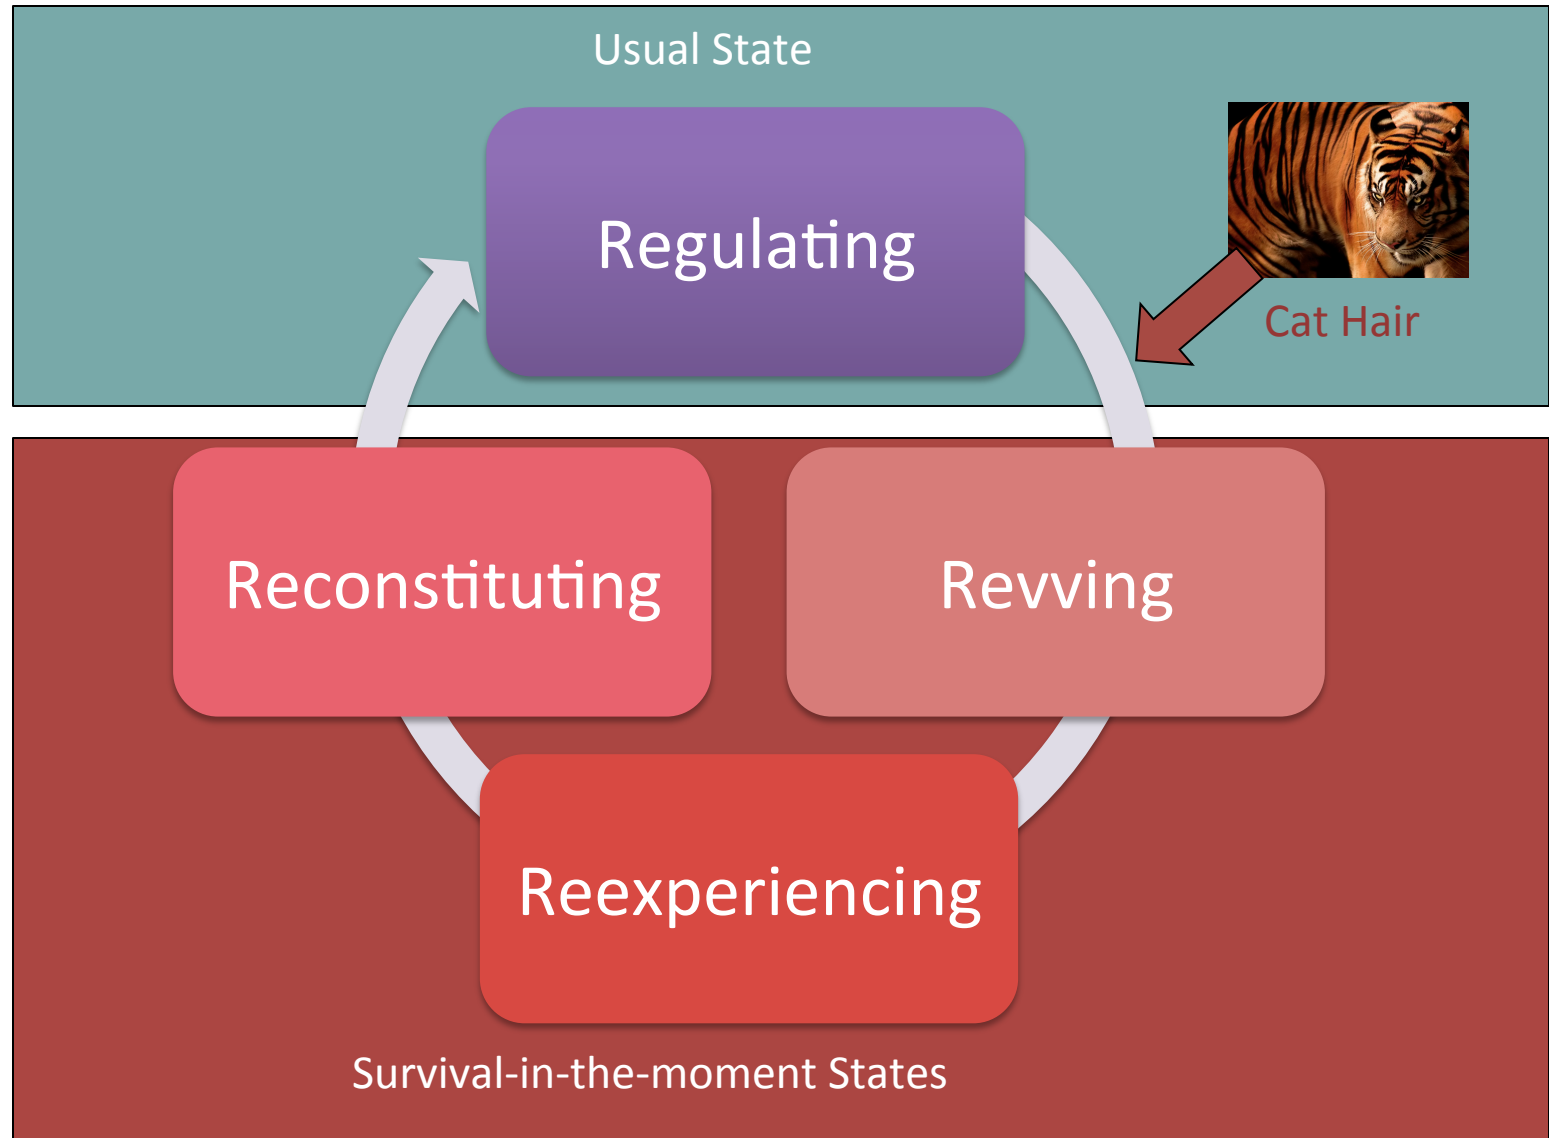 Usual State
Regulating
Cat Hair
Reconstituting
Revving
Reexperiencing
Survival-in-the-moment States